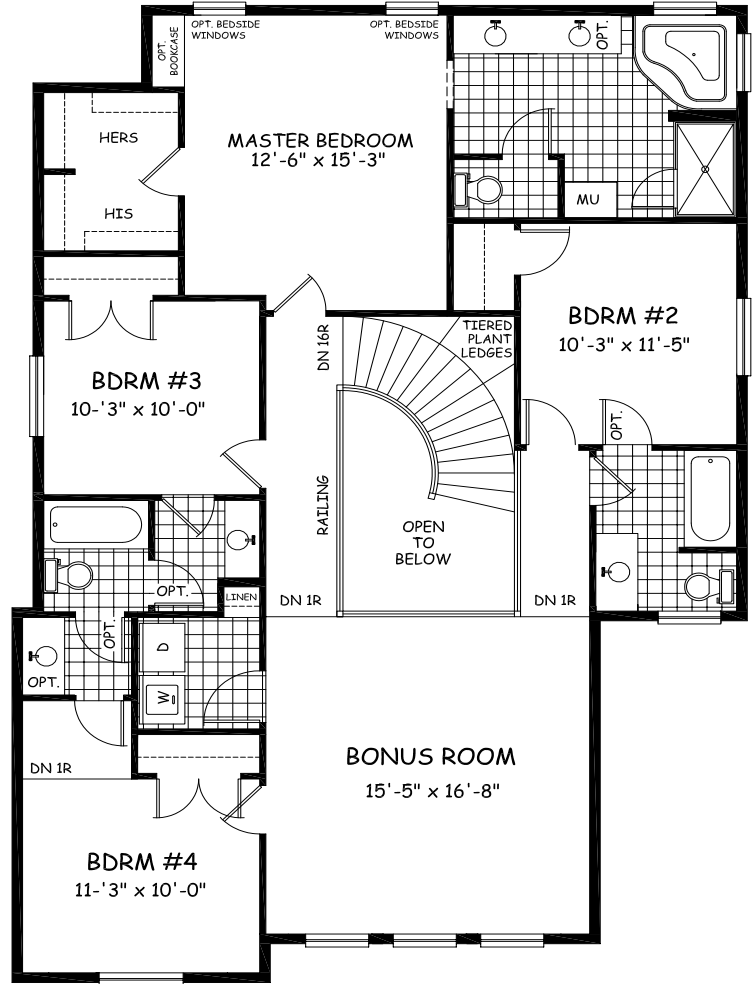 OPT. BEDSIDE
WINDOWS
OPT. BEDSIDE
WINDOWS
OPT.
BOOKCASE
OPT.
HERS
HIS
MASTER BEDROOM
12'-6" x 15'-3"
MU
BDRM #2
10'-3" x 11'-5"
TIERED
PLANT
LEDGES
DN 16R
BDRM #3
10-'3" x 10'-0"
OPT.
RAILING
OPEN
TO
BELOW
OPT.
LINEN
DN 1R
DN 1R
OPT.
D
W
OPT.
DN 1R
BONUS ROOM
15'-5" x 16'-8"
BDRM #4
11-'3" x 10'-0"